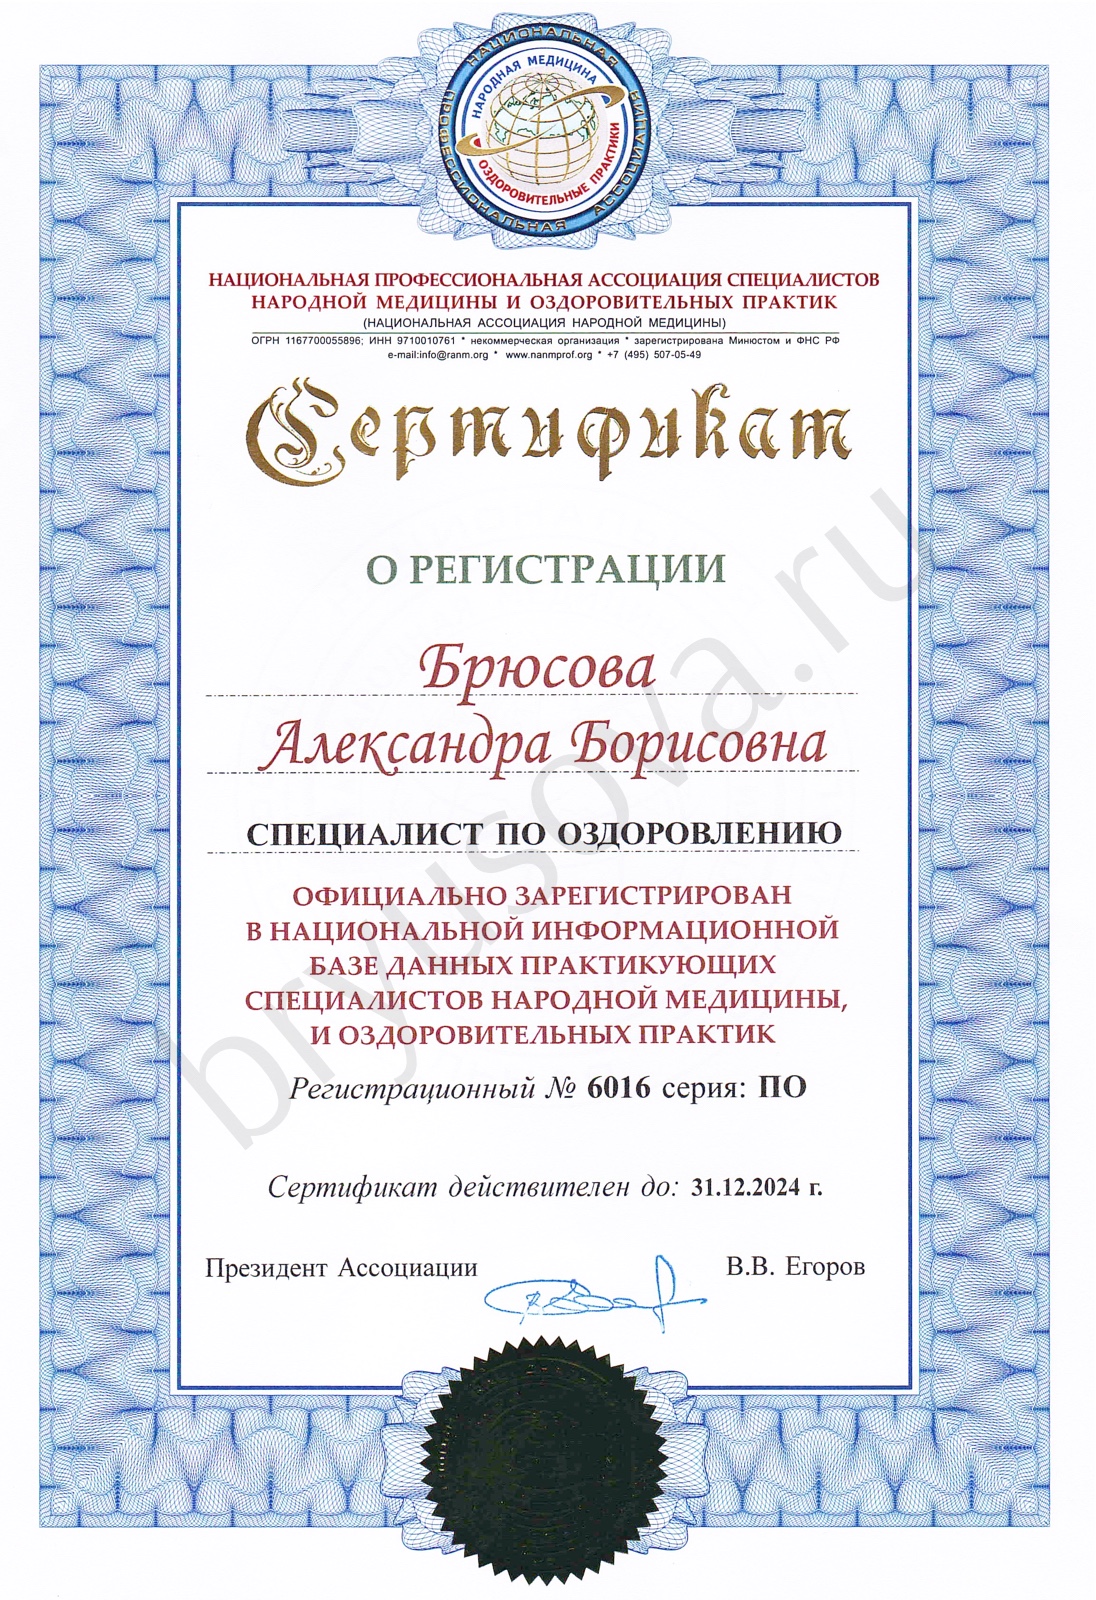 НАЦИОНАЛЬНАЯ ПРОФЕССИОНАЛЬНАЯ АССОЦИАЦИЯ
НАРОДНАЯ МЕДИЦИНА
ОЗДОРОВИТЕЛЬНЫЕ ПРАКТИКИ
НАЦИОНАЛЬНАЯ ПРОФЕССИОНАЛЬНАЯ АССОЦИАЦИЯ СПЕЦИАЛИСТОВ
НАРОДНОЙ МЕДИЦИНЫ И ОЗДОРОВИТЕЛЬНЫХ ПРАКТИК
(НАЦИОНАЛЬНАЯ АССОЦИАЦИЯ НАРОДНОЙ МЕДИЦИНЫ)
ОГРН 1167700055896; ИНН 9710010761 * некоммерческая организация * зарегистрирована Минюстом и ФНС РФ
e-mail:info@ranm.org * www.nanmprof.org * +7 (495) 507-05-49
Сертификат
О РЕГИСТРАЦИИ
Брюсова
Александра Борисовна
СПЕЦИАЛИСТ ПО ОЗДОРОВЛЕНИЮ
ОФИЦИАЛЬНО ЗАРЕГИСТРИРОВАН
В НАЦИОНАЛЬНОЙ ИНФОРМАЦИОННОЙ
БАЗЕ ДАННЫХ ПРАКТИКУЮЩИХ
СПЕЦИАЛИСТОВ НАРОДНОЙ МЕДИЦИНЫ,
И ОЗДОРОВИТЕЛЬНЫХ ПРАКТИК
Регистрационный № 6016 серия: ПО
Сертификат действителен до: 31.12.2024 г.
Президент Ассоциации В.В. Егоров
bryusova.ru